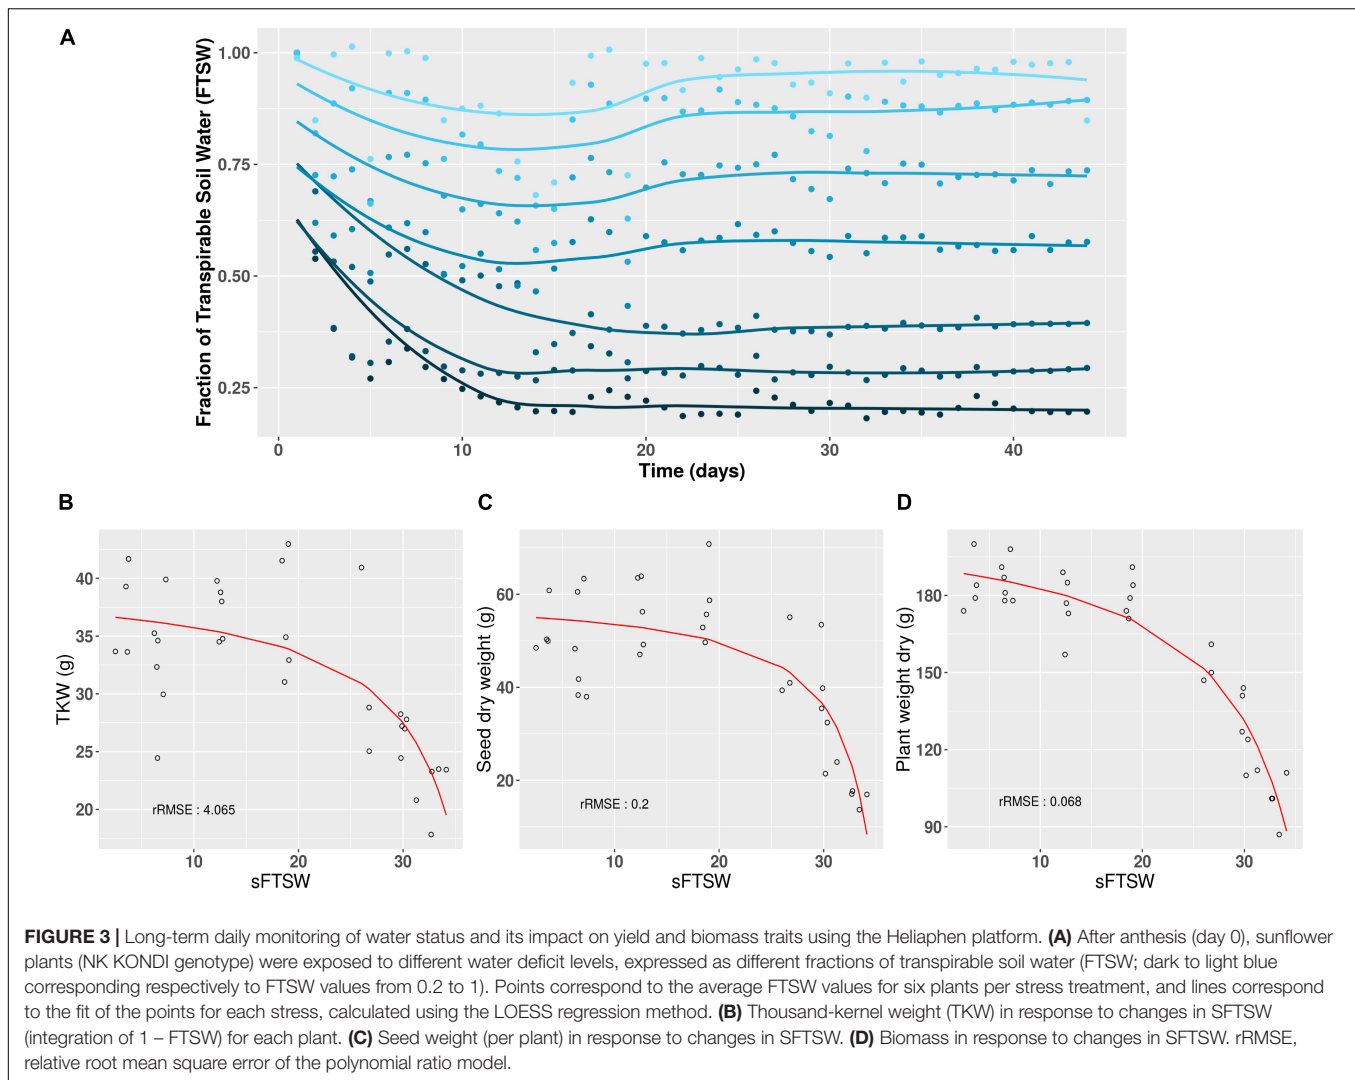 A
Fraction of Transpirable Soil Water (FTSW)
1.00
0.75
0.50
0.25
0
10
20
30
40
Time (days)
B
TKW (g)
40
35
30
25
20
rRMSE : 4.065
10
20
30
sFTSW
C
Seed dry weight (g)
60
40
20
rRMSE : 0.2
10
20
30
sFTSW
D
Plant weight dry (g)
180
150
120
90
rRMSE : 0.068
10
20
30
sFTSW
FIGURE 3 | Long-term daily monitoring of water status and its impact on yield and biomass traits using the Heliaphen platform. (A) After anthesis (day 0), sunflower
plants (NK KONDI genotype) were exposed to different water deficit levels, expressed as different fractions of transpirable soil water (FTSW; dark to light blue
corresponding respectively to FTSW values from 0.2 to 1). Points correspond to the average FTSW values for six plants per stress treatment, and lines correspond
to the fit of the points for each stress, calculated using the LOESS regression method. (B) Thousand-kernel weight (TKW) in response to changes in SFTSW
(integration of 1 – FTSW) for each plant. (C) Seed weight (per plant) in response to changes in SFTSW. (D) Biomass in response to changes in SFTSW. rRMSE,
relative root mean square error of the polynomial ratio model.